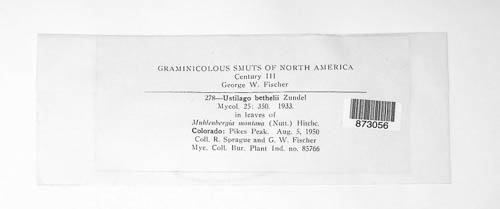 GRAMINICOLOUS SMUTS OF NORTH AMERICA
Century III
George W. Fischer
278—Ustilago bethelii Zundel
Mycol. 25: 350. 1933.
in leaves of
Muhlenbergia montana (Nutt.) Hitchc.
Colorado: Pikes Peak. Aug. 5, 1950
Coll. R. Sprague and G. W. Fischer
Myc. Coll. Bur. Plant Ind. no. 85766
873056